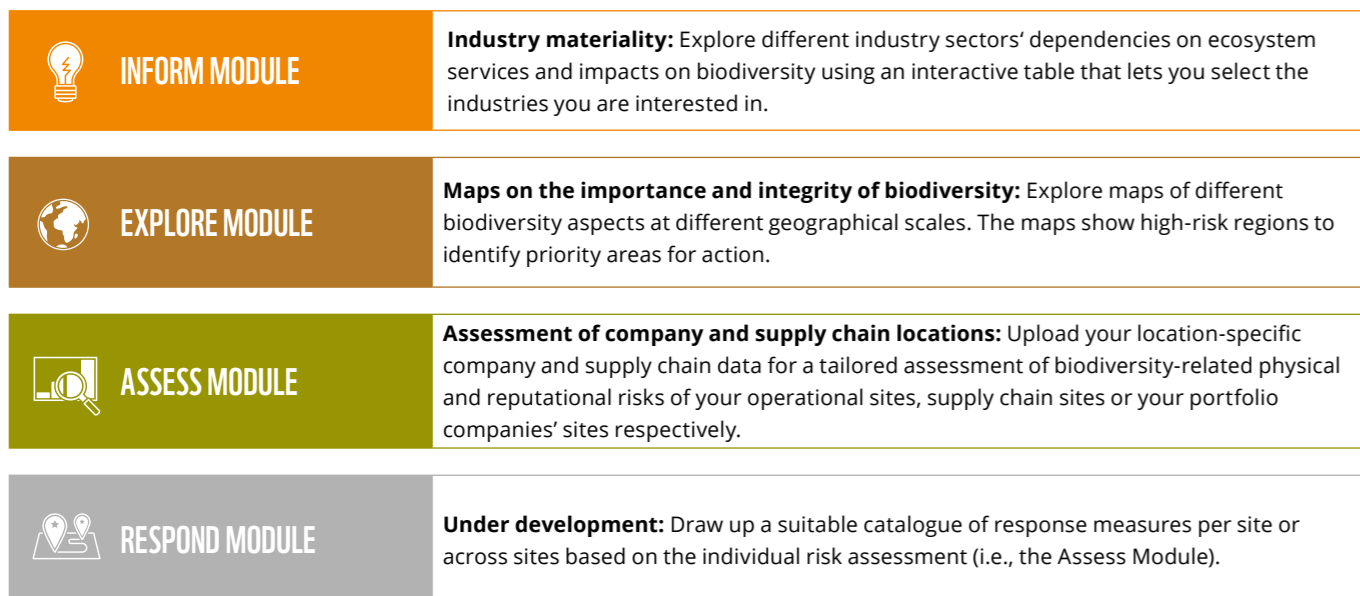 INFORM MODULE
Industry materiality: Explore different industry sectors‘ dependencies on ecosystem
services and impacts on biodiversity using an interactive table that lets you select the
industries you are interested in.
EXPLORE MODULE
Maps on the importance and integrity of biodiversity: Explore maps of different
biodiversity aspects at different geographical scales. The maps show high-risk regions to
identify priority areas for action.
ASSESS MODULE
Assessment of company and supply chain locations: Upload your location-specific
company and supply chain data for a tailored assessment of biodiversity-related physical
and reputational risks of your operational sites, supply chain sites or your portfolio
companies’ sites respectively.
RESPOND MODULE
Under development: Draw up a suitable catalogue of response measures per site or
across sites based on the individual risk assessment (i.e., the Assess Module).